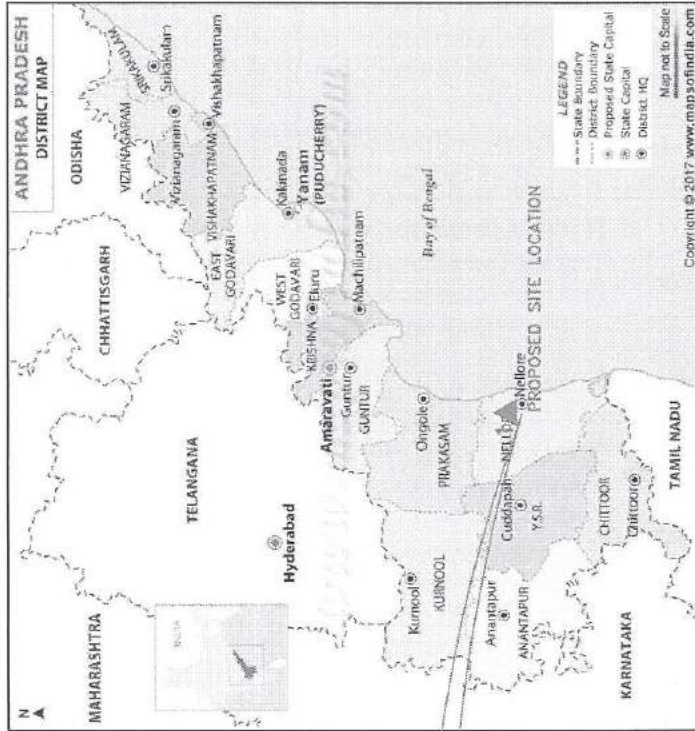 ANDHRA PRADESH
DISTRICT MAP
N
MAHARASHTRA
CHHATTISGARH
ODISHA
TELANGANA
Hyderabad
INDIA
SRIKAKULAM
Srikakulam
VIZIANAGARAM
Vizianagaram
Vishakhapatnam
VISHAKHAPATNAM
EAST
GODAVARI
Kakinada
Yanam
(PUDUCHERRY)
WEST
GODAVARI
Eluru
KRISHNA
Machilipatnam
Amaravati
Guntur
GUNTUR
Ongole
PRAKASAM
Kurnool
KURNOOL
Nellore
Cuddapah
Y.S.R.
Anantapur
ANANTAPUR
CHITTOOR
Chittoor
KARNATAKA
TAMIL NADU
Bay of Bengal
PROPOSED SITE LOCATION
LEGEND
State Boundary
District Boundary
Proposed State Capital
State Capital
District HQ
Map not to Scale
Copyright © 2017 www.mapsofindia.com